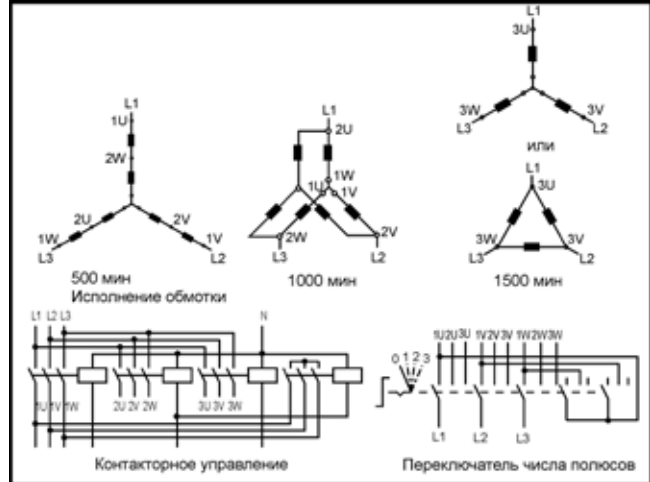 L1
3U
3W
3V
L3
L2
или
L1
3U
3W
3V
L3
L2
1500 мин
L1
1U
2W
2U
2V
1W
1V
L3
L2
500 мин
Исполнение обмотки
L1
2U
1W
1U
1V
2W
2V
L3
L2
1000 мин
L1 L2 L3
N
1U 1V 1W
2U 2V 2W
3U 3V 3W
Контакторное управление
1U 2U 3U 1V 2V 3V 1W 2W 3W
0 1 2 3
L1
L2
L3
Переключатель числа полюсов